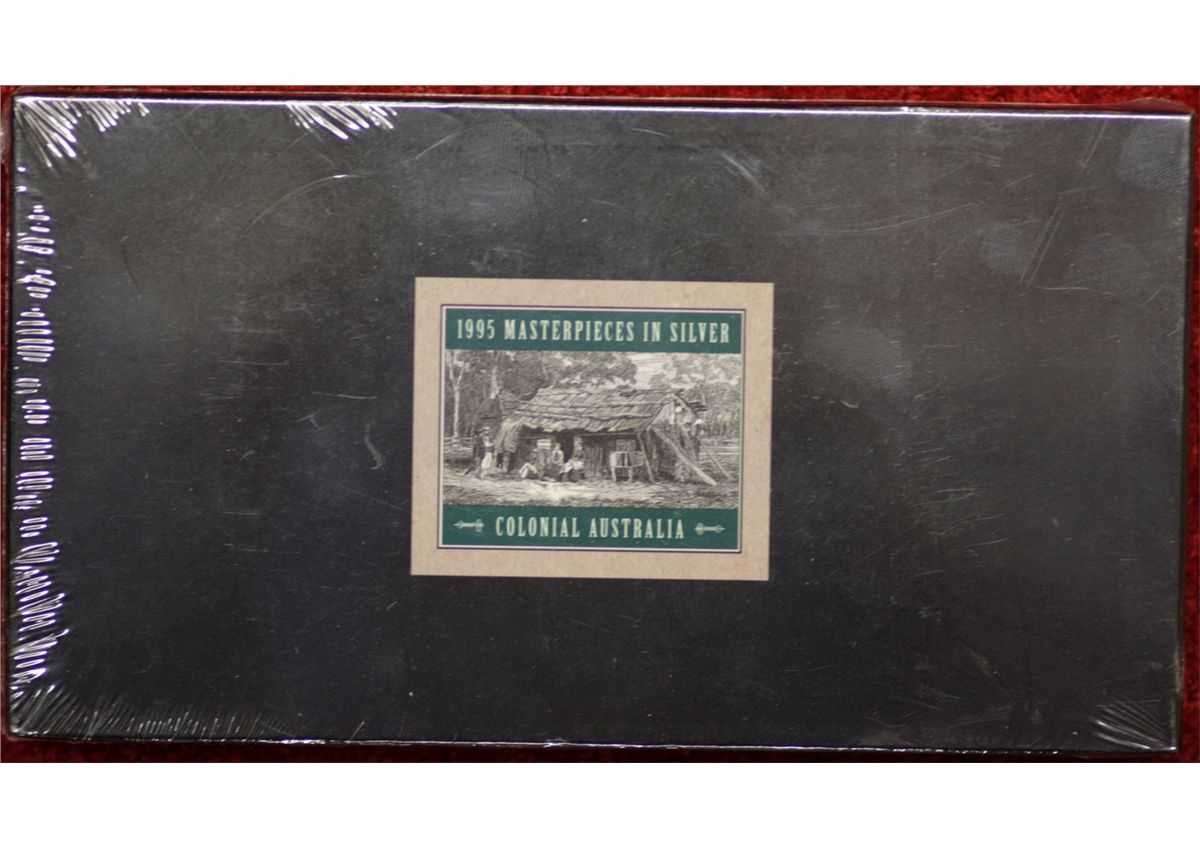 1995 MASTERPIECES IN SILVER
COLONIAL AUSTRALIA